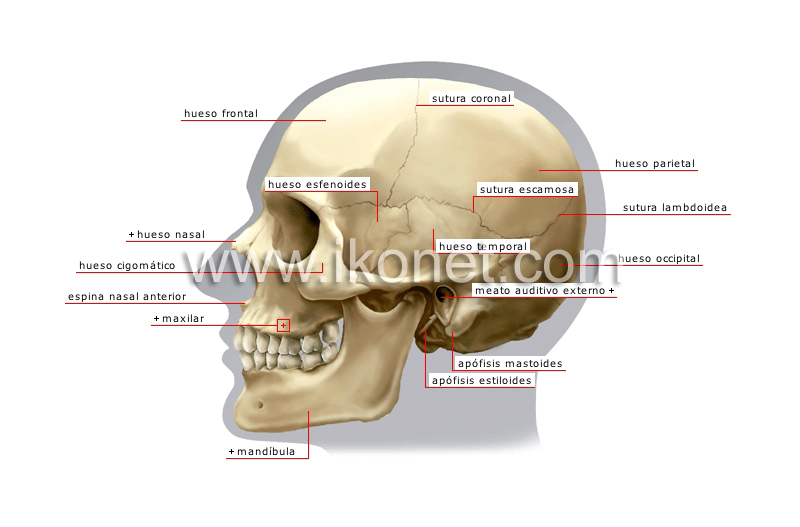 sutura coronal
hueso frontal
hueso parietal
hueso esfenoides
sutura escamosa
sutura lambdoidea
+ hueso nasal
hueso temporal
www.ikonet.com
hueso occipital
hueso cigomático
meato auditivo externo +
espina nasal anterior
+ maxilar
apófisis mastoides
apófisis estiloides
+ mandíbula